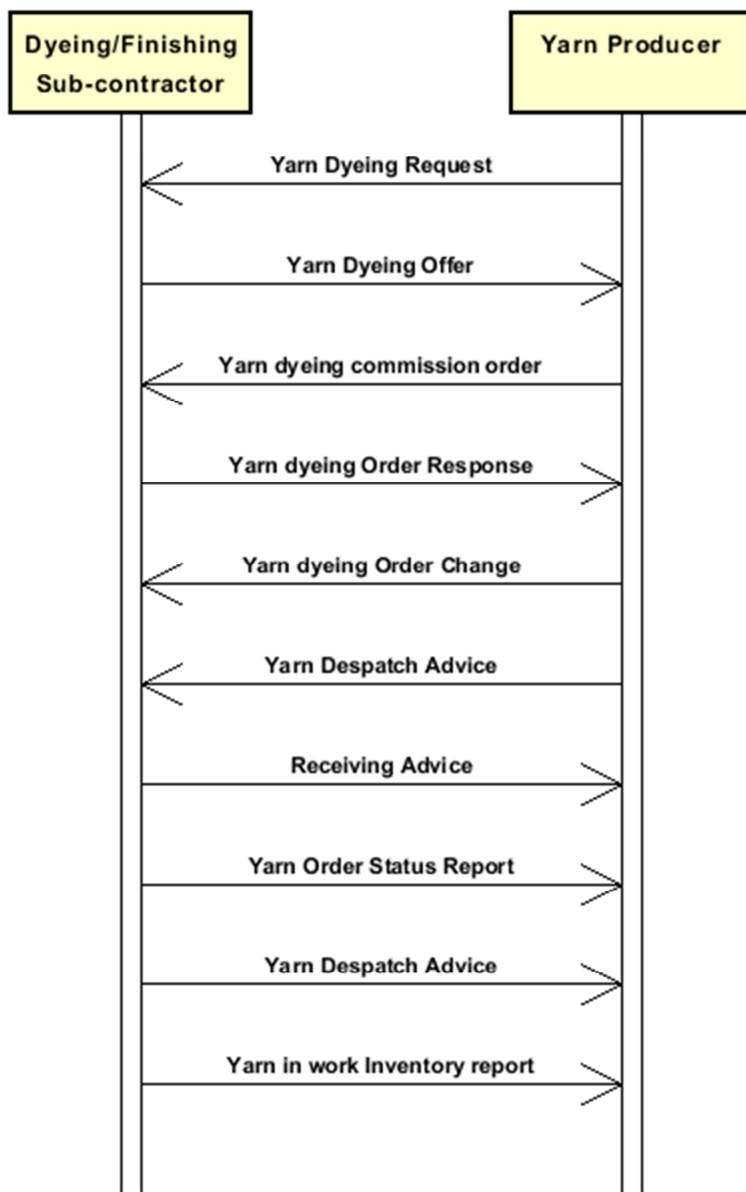 Dyeing/Finishing
Sub-contractor
Yarn Producer
Yarn Dyeing Request
Yarn Dyeing Offer
Yarn dyeing commission order
Yarn dyeing Order Response
Yarn dyeing Order Change
Yarn Despatch Advice
Receiving Advice
Yarn Order Status Report
Yarn Despatch Advice
Yarn in work Inventory report